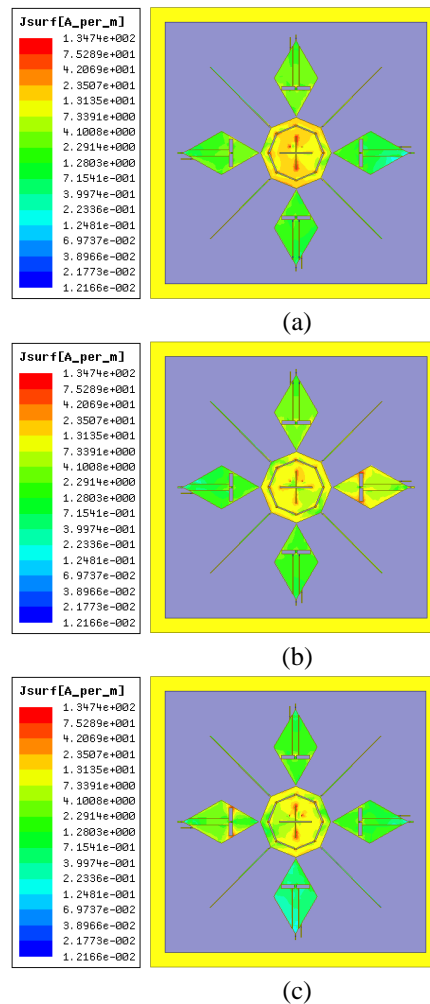 Jsurf[A_per_m]
1.3474e+002
7.5289e+001
4.2069e+001
2.3507e+001
1.3135e+001
7.3391e+000
4.1008e+000
2.2914e+000
1.2803e+000
7.1541e-001
3.9974e-001
2.2336e-001
1.2481e-001
6.9737e-002
3.8966e-002
2.1773e-002
1.2166e-002
(a)
Jsurf[A_per_m]
1.3474e+002
7.5289e+001
4.2069e+001
2.3507e+001
1.3135e+001
7.3391e+000
4.1008e+000
2.2914e+000
1.2803e+000
7.1541e-001
3.9974e-001
2.2336e-001
1.2481e-001
6.9737e-002
3.8966e-002
2.1773e-002
1.2166e-002
(b)
Jsurf[A_per_m]
1.3474e+002
7.5289e+001
4.2069e+001
2.3507e+001
1.3135e+001
7.3391e+000
4.1008e+000
2.2914e+000
1.2803e+000
7.1541e-001
3.9974e-001
2.2336e-001
1.2481e-001
6.9737e-002
3.8966e-002
2.1773e-002
1.2166e-002
(c)